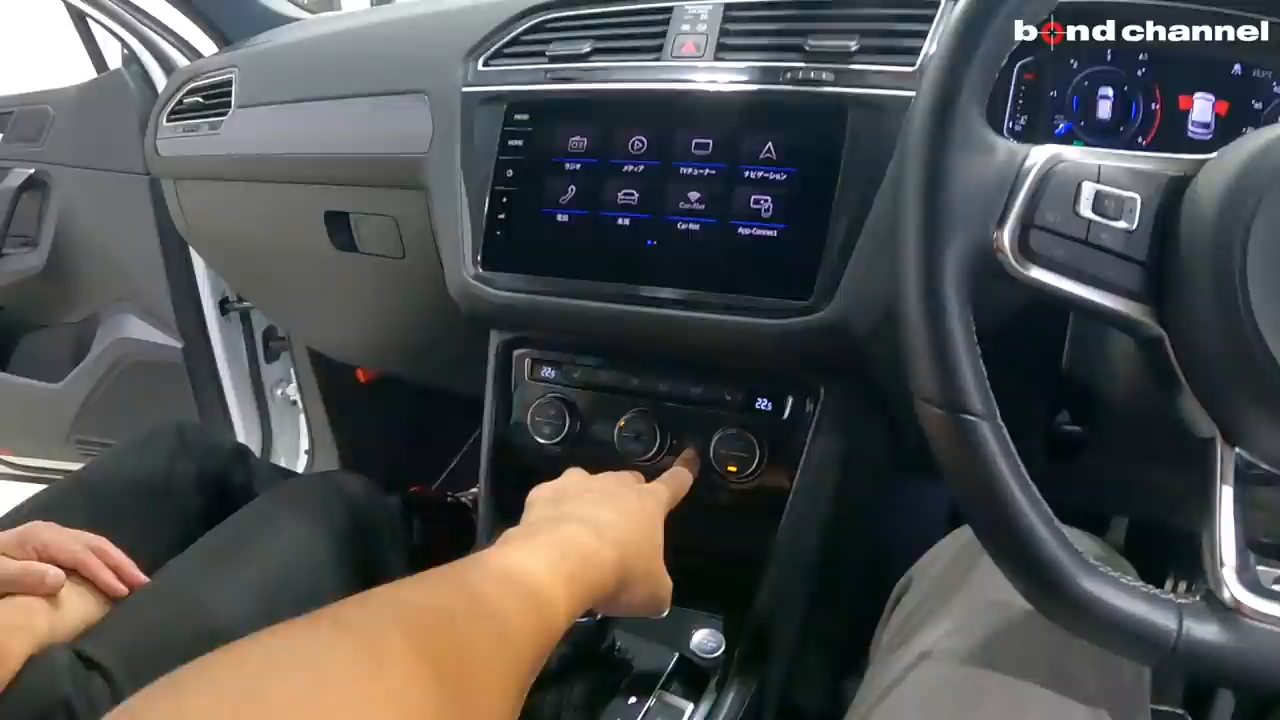 bond channel
MENU
HOME
ラジオ
メディア
TVチューナー
ナビゲーション
電話
車両
Car-Net
Car-Net
App-Connect
22.5
22.5